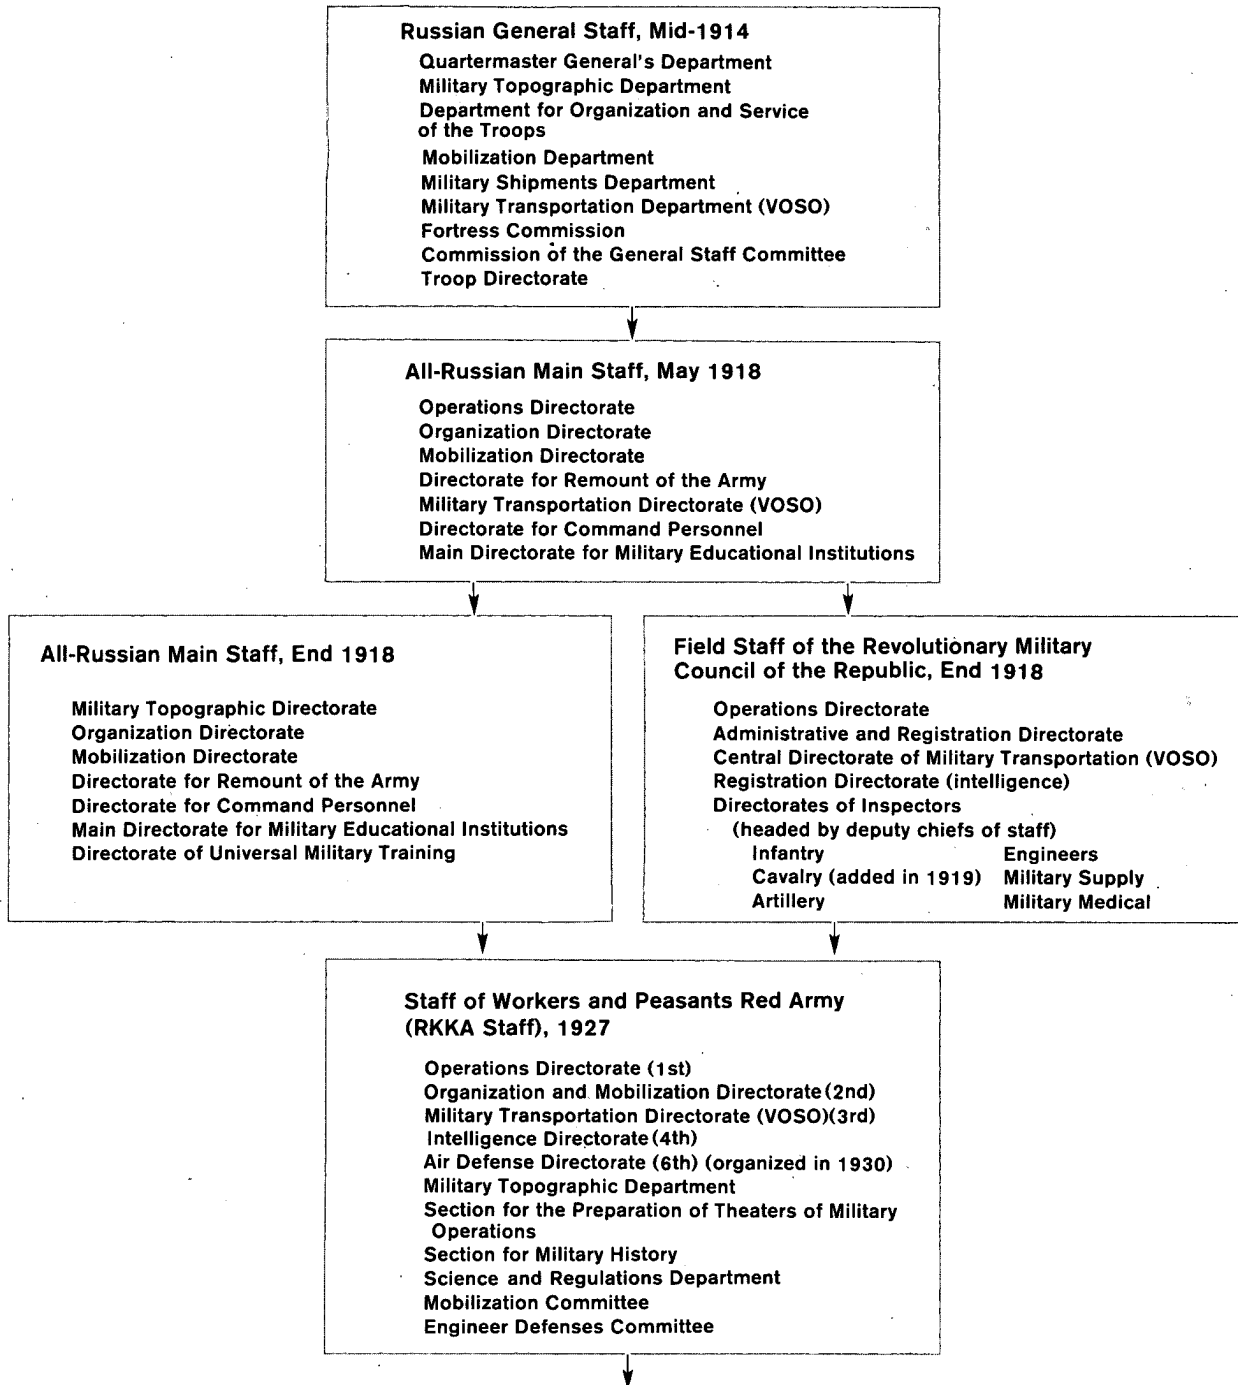 Russian General Staff, Mid-1914
Quartermaster General's Department
Military Topographic Department
Department for Organization and Service
of the Troops
Mobilization Department
Military Shipments Department
Military Transportation Department (VOSO)
Fortress Commission
Commission of the General Staff Committee
Troop Directorate
All-Russian Main Staff, May 1918
Operations Directorate
Organization Directorate
Mobilization Directorate
Directorate for Remount of the Army
Military Transportation Directorate (VOSO)
Directorate for Command Personnel
Main Directorate for Military Educational Institutions
All-Russian Main Staff, End 1918
Military Topographic Directorate
Organization Directorate
Mobilization Directorate
Directorate for Remount of the Army
Directorate for Command Personnel
Main Directorate for Military Educational Institutions
Directorate of Universal Military Training
Field Staff of the Revolutionary Military
Council of the Republic, End 1918
Operations Directorate
Administrative and Registration Directorate
Central Directorate of Military Transportation (VOSO)
Registration Directorate (intelligence)
Directorates of Inspectors
(headed by deputy chiefs of staff)
Infantry Engineers
Cavalry (added in 1919) Military Supply
Artillery Military Medical
Staff of Workers and Peasants Red Army
(RKKA Staff), 1927
Operations Directorate (1st)
Organization and Mobilization Directorate (2nd)
Military Transportation Directorate (VOSO)(3rd)
Intelligence Directorate (4th)
Air Defense Directorate (6th) (organized in 1930)
Military Topographic Department
Section for the Preparation of Theaters of Military
Operations
Section for Military History
Science and Regulations Department
Mobilization Committee
Engineer Defenses Committee